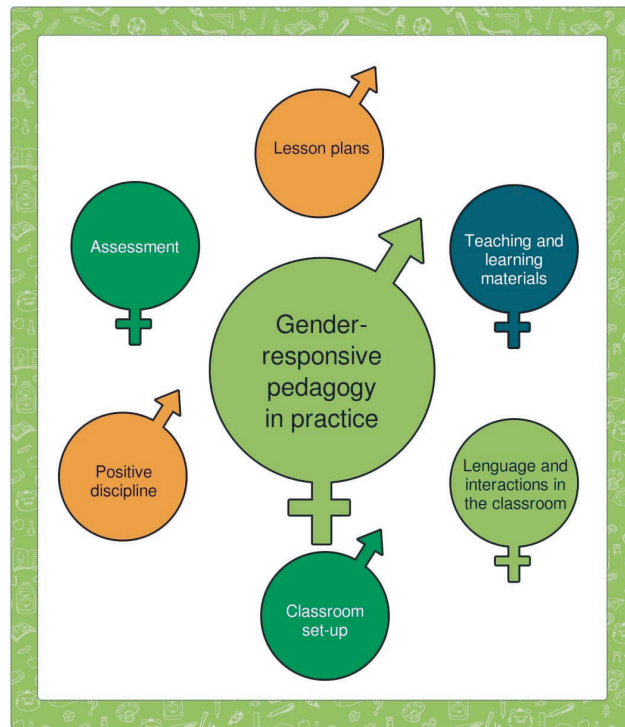 Lesson plans
Assessment
Teaching and
learning
materials
Gender-
responsive
pedagogy
in practice
Positive
discipline
Lenguage and
interactions in
the classroom
Classroom
set-up